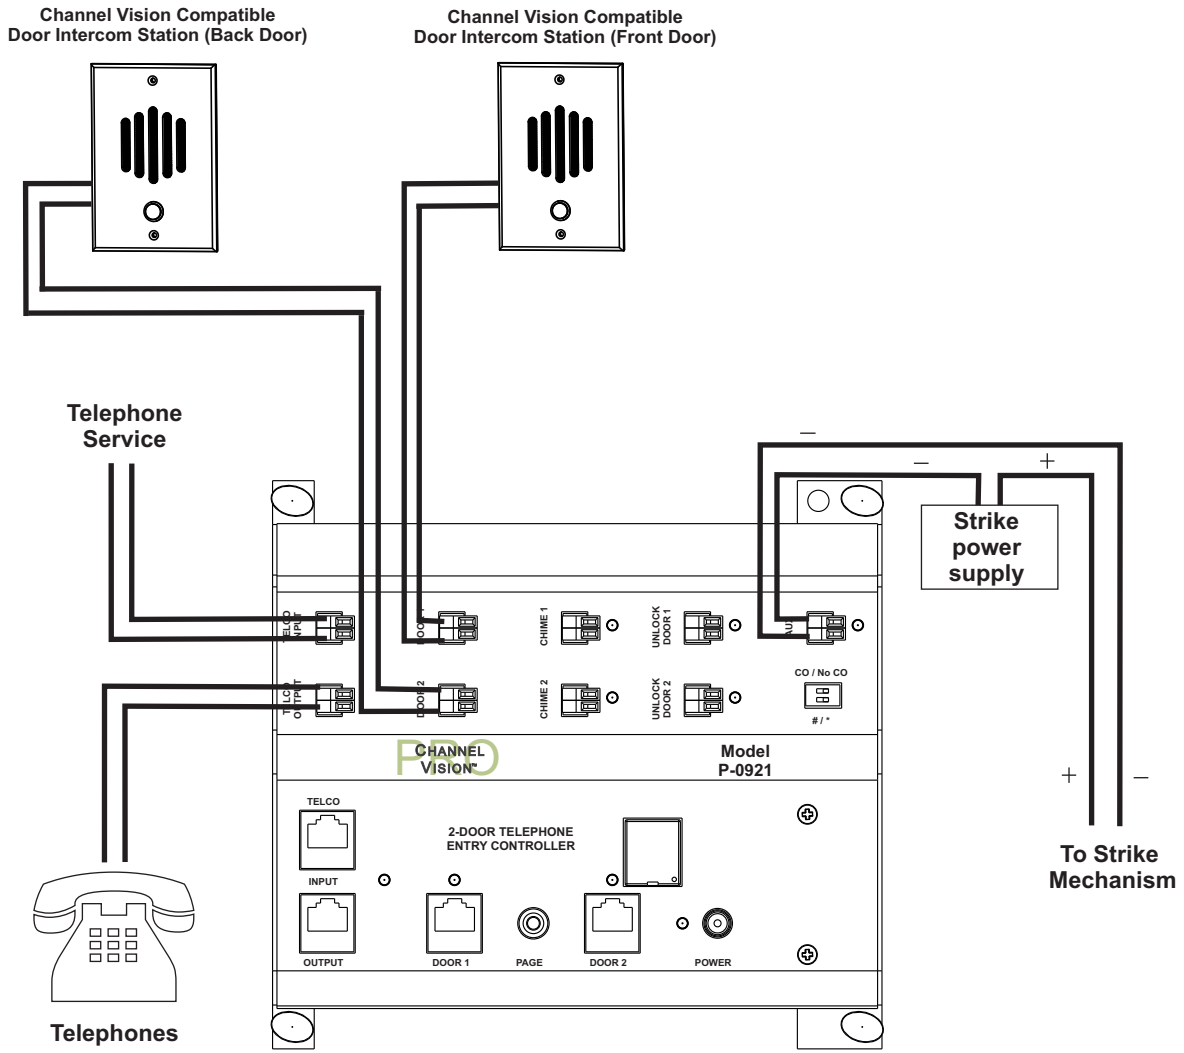 Channel Vision Compatible
Door Intercom Station (Back Door)
Channel Vision Compatible
Door Intercom Station (Front Door)
Telephone
Service
–
–
+
Strike
power
supply
TELCO
INPUT
CHIME 1
UNLOCK
DOOR 1
AUX
TELCO
OUTPUT
DOOR 2
CHIME 2
UNLOCK
DOOR 2
CO / No CO
# / *
PRO
CHANNEL
VISION™
Model
P-0921
+
–
TELCO
INPUT
2-DOOR TELEPHONE
ENTRY CONTROLLER
OUTPUT
DOOR 1
PAGE
DOOR 2
POWER
To Strike
Mechanism
Telephones